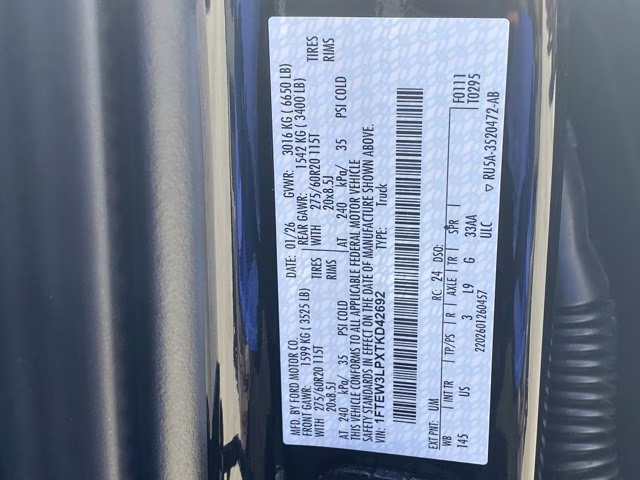 MFD. BY FORD MOTOR CO. DATE: 01/26 GVWR: 3016 KG ( 6650 LB)
FRONT GAWR: 1599 KG ( 3525 LB) REAR GAWR: 1542 KG ( 3400 LB)
275/60R20 115T TIRES WITH 275/60R20 115T TIRES
20x8.5J RIMS 20x8.5J RIMS
AT 240 kPa/ 35 PSI COLD AT 240 kPa/ 35 PSI COLD
THIS VEHICLE CONFORMS TO ALL APPLICABLE FEDERAL MOTOR VEHICLE
SAFETY STANDARDS IN EFFECT ON THE DATE OF MANUFACTURE SHOWN ABOVE.
VIN: 1FTEW3LPXTKD42692 TYPE: Truck
F0111
T0295
EXT PNT: UM RC: 24 DSO:
WB INT TR TP/PS R AXLE TR SPR
145 US 3 L9 G 33AA
2202601260457 ULC ▽ RU5A-3520472-AB